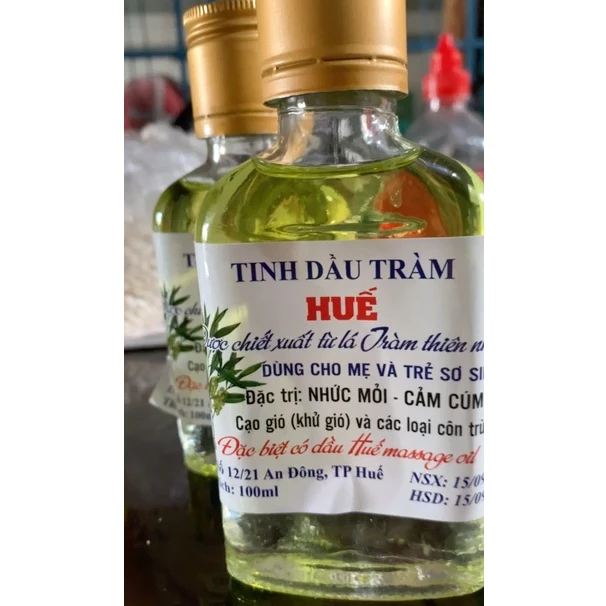 TINH DẦU TRÀM
HUẾ
chiết xuất từ lá Tràm thiên
DÙNG CHO MẸ VÀ TRẺ SƠ
Đặc trị: NHỨC MỎI - CẢM CÚM
Cạo gió (khử gió) và các loại côn
Đặc biệt có dầu Huế massage oil
12/21 An Đông, TP Huế
100ml
NSX: 15/0
HSD: 15/0